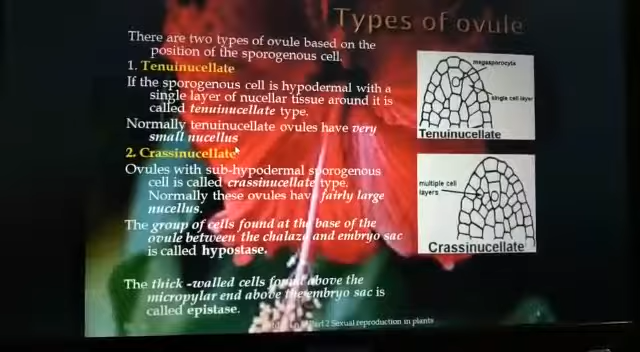 Types of ovule
There are two types of ovule based on the
position of the sporogenous cell.
1. Tenuinucellate
If the sporogenous cell is hypodermal with a
single layer of nucellar tissue around it is
called tenuinucellate type.
Normally tenuinucellate ovules have very
small nucellus
2. Crassinucellate
Ovules with sub-hypodermal sporogenous
cell is called crassinucellate type.
Normally these ovules have fairly large
nucellus.
The group of cells found at the base of the
ovule between the chalaza and embryo sac
is called hypostase.
The thick -walled cells found above the
micropylar end above the embryo sac is
called epistase.
megasporocyte
single cell layer
Tenuinucellate
multiple cell
layers
Crassinucellate
Part 2 Sexual reproduction in plants